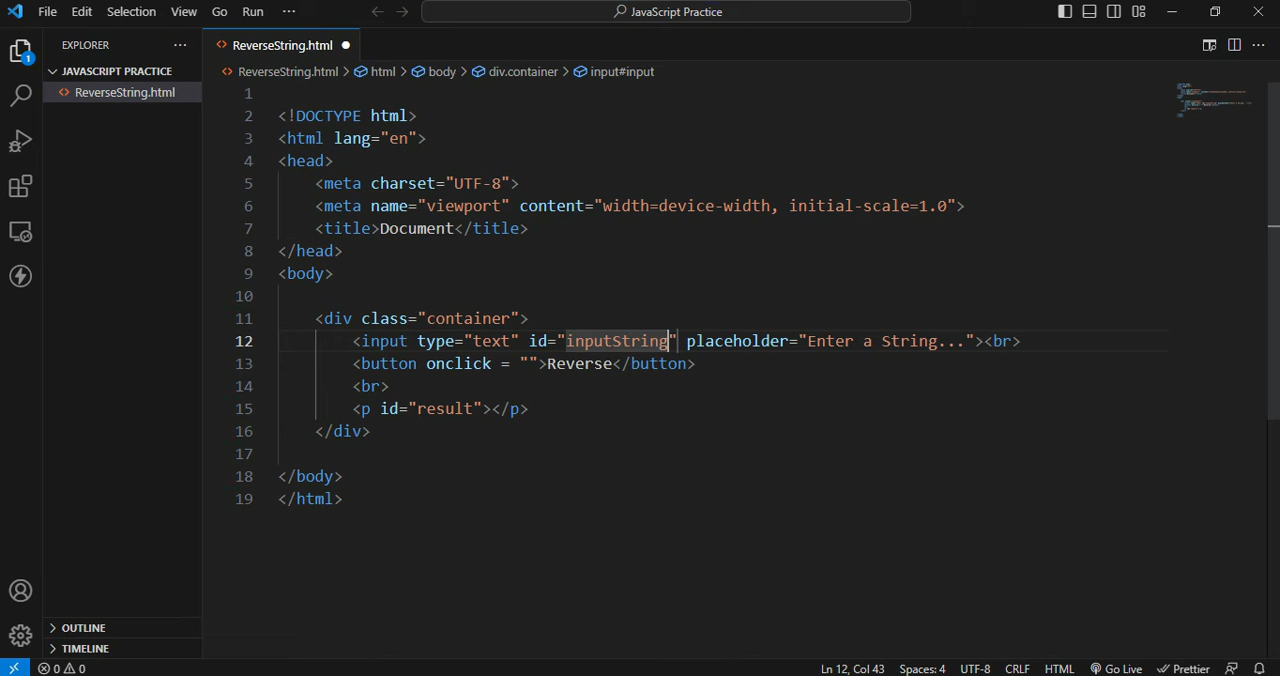 File Edit Selection View Go Run ··· JavaScript Practice
EXPLORER ···
ReverseString.html
JAVASCRIPT PRACTICE
ReverseString.html
1
ReverseString.html > html > body > div.container > input#input
1
2 <!DOCTYPE html>
3 <html lang="en">
4 <head>
5 <meta charset="UTF-8">
6 <meta name="viewport" content="width=device-width, initial-scale=1.0">
7 <title>Document</title>
8 </head>
9 <body>
10
11 <div class="container">
12 <input type="text" id="inputString" placeholder="Enter a String..."><br>
13 <button onclick = "">Reverse</button>
14 <br>
15 <p id="result"></p>
16 </div>
17
18 </body>
19 </html>
OUTLINE
TIMELINE
0 0 Ln 12, Col 43 Spaces: 4 UTF-8 CRLF HTML Go Live Prettier